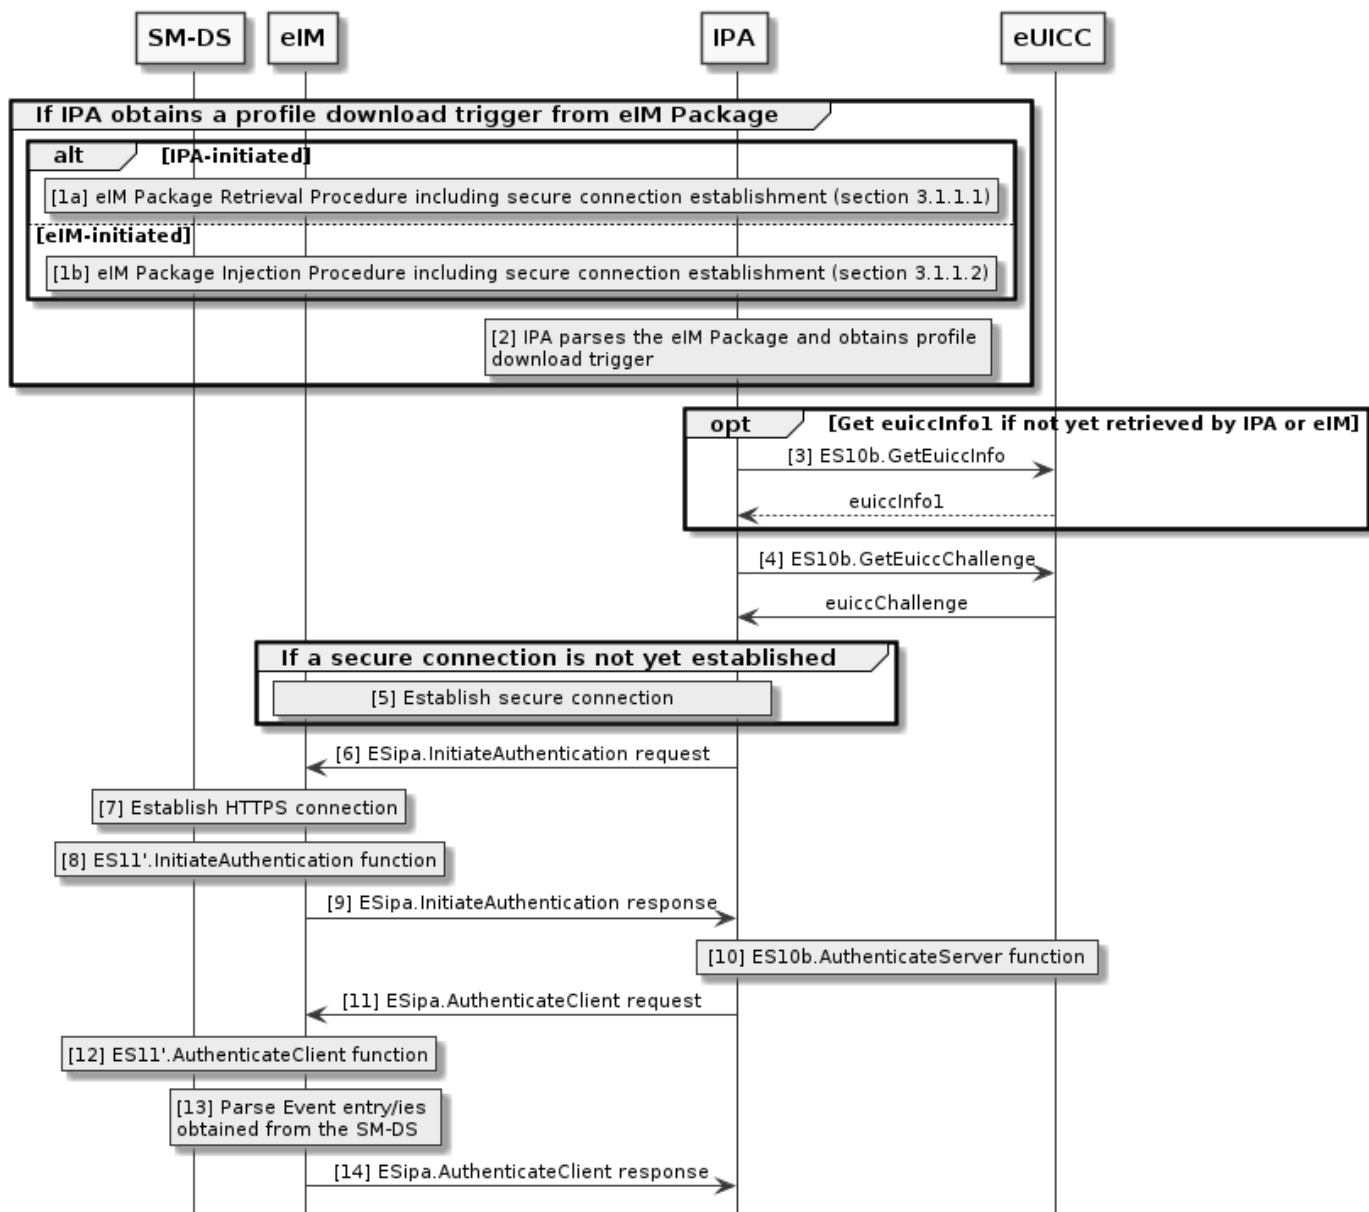 SM-DS eIM IPA eUICC
If IPA obtains a profile download trigger from eIM Package
alt [IPA-initiated]
[1a] eIM Package Retrieval Procedure including secure connection establishment (section 3.1.1.1)
[eIM-initiated]
[1b] eIM Package Injection Procedure including secure connection establishment (section 3.1.1.2)
[2] IPA parses the eIM Package and obtains profile
download trigger
opt [Get euiccInfo1 if not yet retrieved by IPA or eIM]
[3] ES10b.GetEuiccInfo
euiccInfo1
[4] ES10b.GetEuiccChallenge
euiccChallenge
If a secure connection is not yet established
[5] Establish secure connection
[6] ESipa.InitiateAuthentication request
[7] Establish HTTPS connection
[8] ES11'.InitiateAuthentication function
[9] ESipa.InitiateAuthentication response
[10] ES10b.AuthenticateServer function
[11] ESipa.AuthenticateClient request
[12] ES11'.AuthenticateClient function
[13] Parse Event entry/ies
obtained from the SM-DS
[14] ESipa.AuthenticateClient response